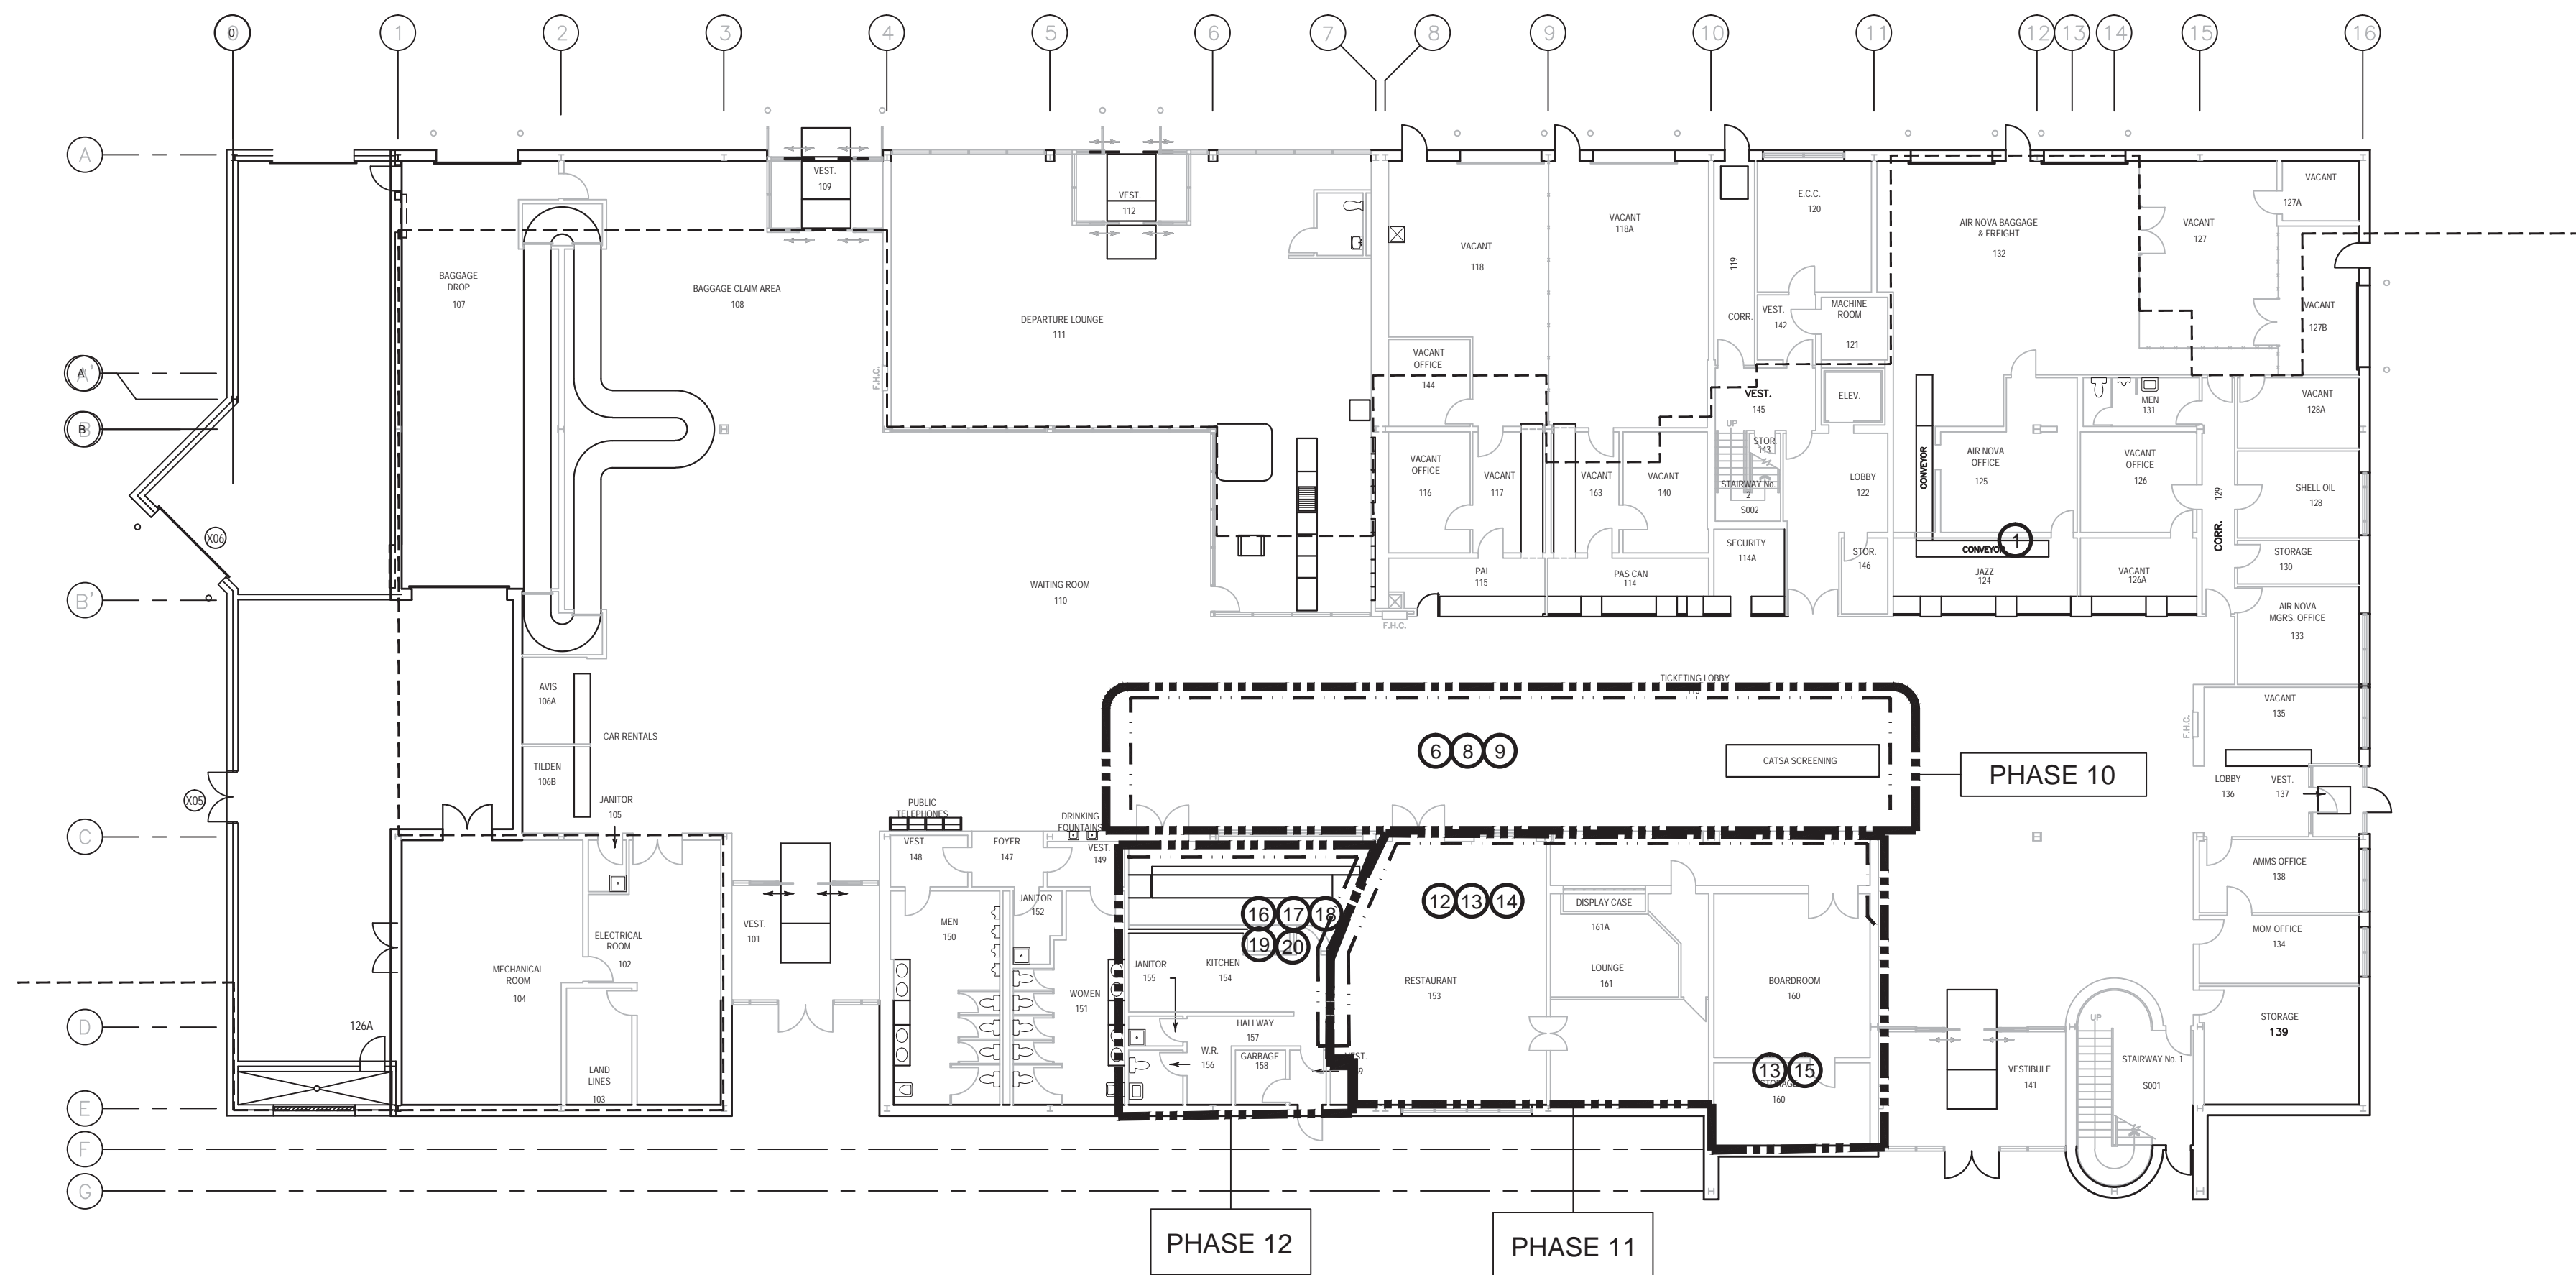 0 1 2 3 4 5 6 7 8 9 10 11 12 13 14 15 16
A
A'
B
B'
C
D
E
F
G
X06
X05
VEST.
109
VEST.
112
BAGGAGE
DROP
107
BAGGAGE CLAIM AREA
108
F.H.C.
DEPARTURE LOUNGE
111
WAITING ROOM
110
VACANT
118
VACANT
118A
119
CORR.
E.C.C.
120
VEST.
142
MACHINE
ROOM
121
AIR NOVA BAGGAGE
& FREIGHT
132
VACANT
127
VACANT
127A
VACANT
127B
VACANT
OFFICE
144
VEST.
145
ELEV.
UP
STOR.
143
STAIRWAY No.
2
S002
VACANT
OFFICE
116
VACANT
117
VACANT
163
VACANT
140
LOBBY
122
CONVEYOR
AIR NOVA
OFFICE
125
MEN
131
VACANT
OFFICE
126
129
CORR.
VACANT
128A
SHELL OIL
128
STORAGE
130
SECURITY
114A
STOR.
146
CONVEYOR
1
JAZZ
124
VACANT
126A
PAL
115
PAS CAN
114
F.H.C.
AIR NOVA
MGRS. OFFICE
133
AVIS
106A
CAR RENTALS
TILDEN
106B
JANITOR
105
TICKETING LOBBY
6 8 9
CATSA SCREENING
PHASE 10
VACANT
135
F.H.C.
LOBBY
136
VEST.
137
PUBLIC
TELEPHONES
DRINKING
FOUNTAINS
VEST.
148
FOYER
147
VEST.
149
AMMS OFFICE
138
MOM OFFICE
134
STORAGE
139
MECHANICAL
ROOM
104
ELECTRICAL
ROOM
102
LAND
LINES
103
126A
VEST.
101
MEN
150
JANITOR
152
WOMEN
151
16 17 18
19 20
JANITOR
155
KITCHEN
154
HALLWAY
157
W.R.
156
GARBAGE
158
12 13 14
RESTAURANT
153
DISPLAY CASE
161A
LOUNGE
161
BOARDROOM
160
13 15
160
VESTIBULE
141
UP
STAIRWAY No. 1
S001
PHASE 12
PHASE 11